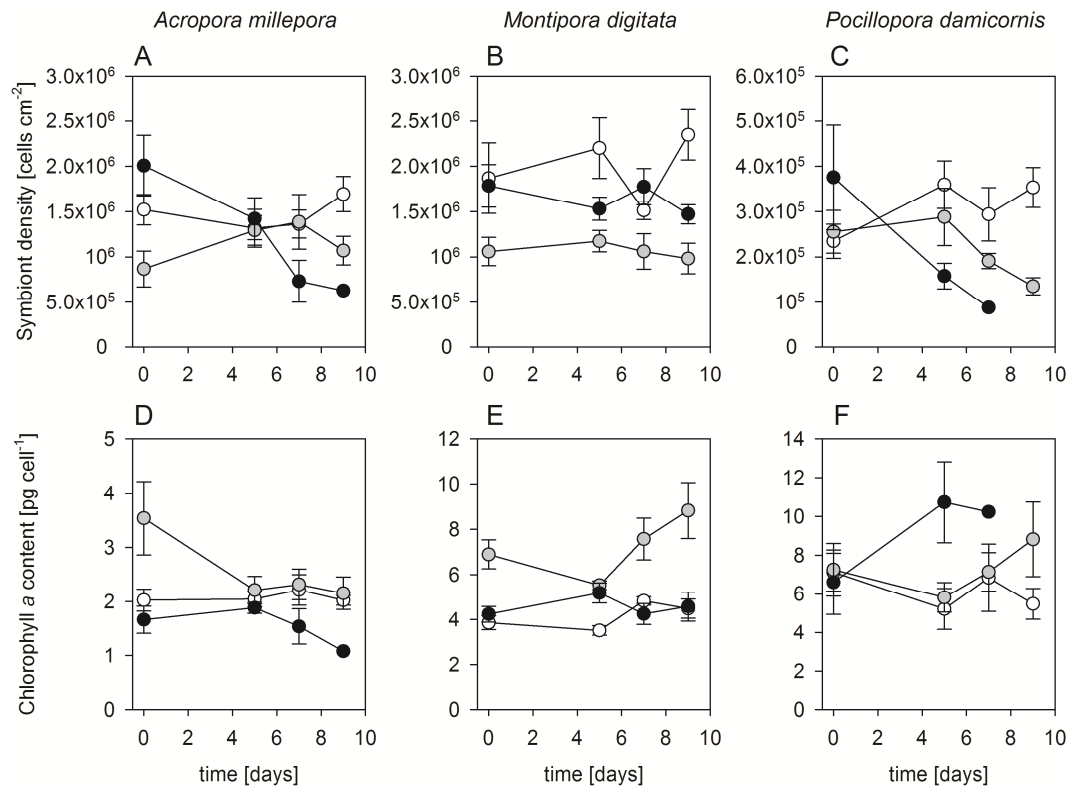 Acropora millepora Montipora digitata Pocillopora damicornis
A B C
Symbiont density [cells cm⁻²]
3.0x10⁶ 3.0x10⁶ 6.0x10⁵
2.5x10⁶ 2.5x10⁶ 5.0x10⁵
2.0x10⁶ 2.0x10⁶ 4.0x10⁵
1.5x10⁶ 1.5x10⁶ 3.0x10⁵
10⁶ 10⁶ 2.0x10⁵
5.0x10⁵ 5.0x10⁵ 10⁵
0 0 0
0 2 4 6 8 10 0 2 4 6 8 10 0 2 4 6 8 10
D E F
Chlorophyll a content [pg cell⁻¹]
5 12 14
4 10 12
3 8 10
2 6 8
1 4 6
0 2 4
0 2
0
0 2 4 6 8 10 0 2 4 6 8 10 0 2 4 6 8 10
time [days] time [days] time [days]